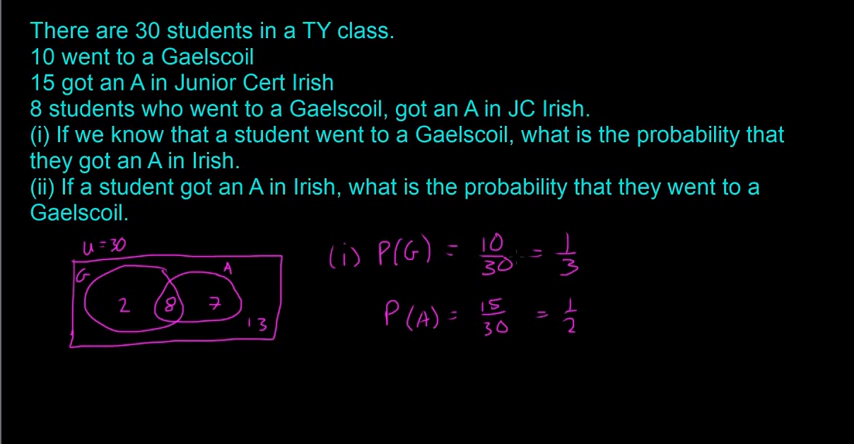 There are 30 students in a TY class.
10 went to a Gaelscoil
15 got an A in Junior Cert Irish
8 students who went to a Gaelscoil, got an A in JC Irish.
(i) If we know that a student went to a Gaelscoil, what is the probability that
they got an A in Irish.
(ii) If a student got an A in Irish, what is the probability that they went to a
Gaelscoil.
u = 30
G A
2 8 7
13
(i) P(G) = 10/30 = 1/3
P(A) = 15/30 = 1/2